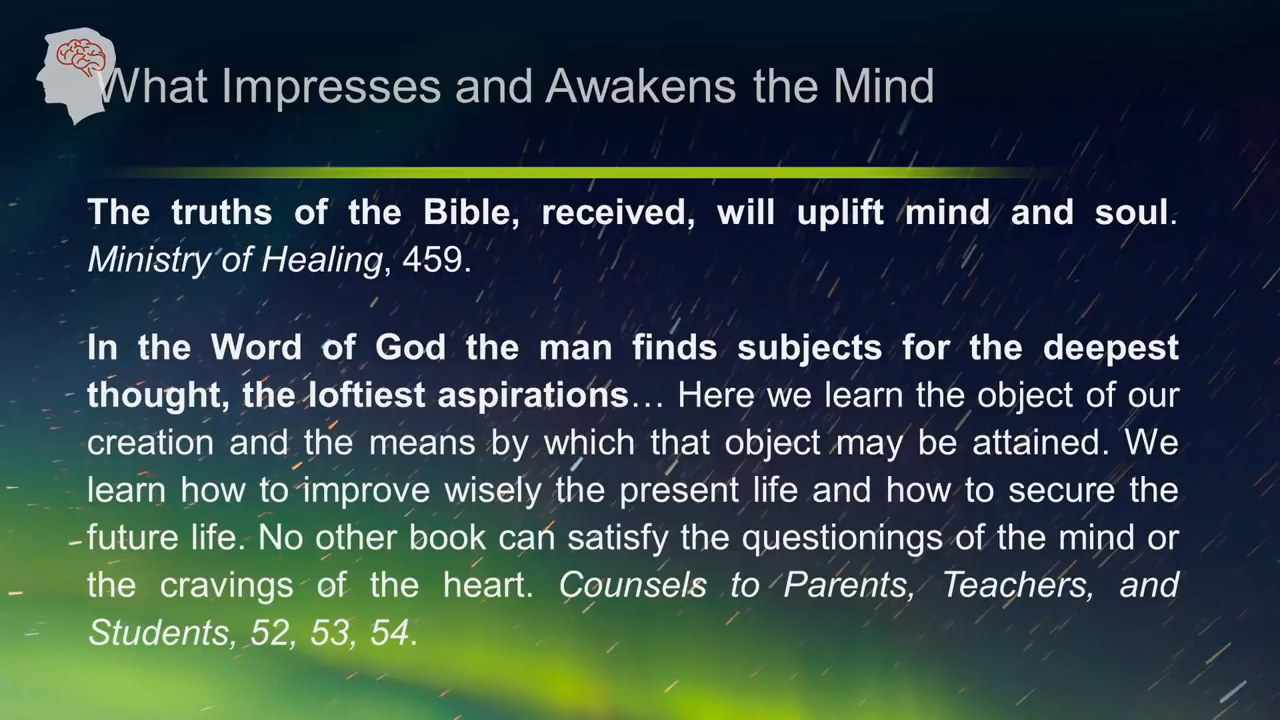 What Impresses and Awakens the Mind
The truths of the Bible, received, will uplift mind and soul.
Ministry of Healing, 459.
In the Word of God the man finds subjects for the deepest
thought, the loftiest aspirations… Here we learn the object of our
creation and the means by which that object may be attained. We
learn how to improve wisely the present life and how to secure the
future life. No other book can satisfy the questionings of the mind or
the cravings of the heart. Counsels to Parents, Teachers, and
Students, 52, 53, 54.